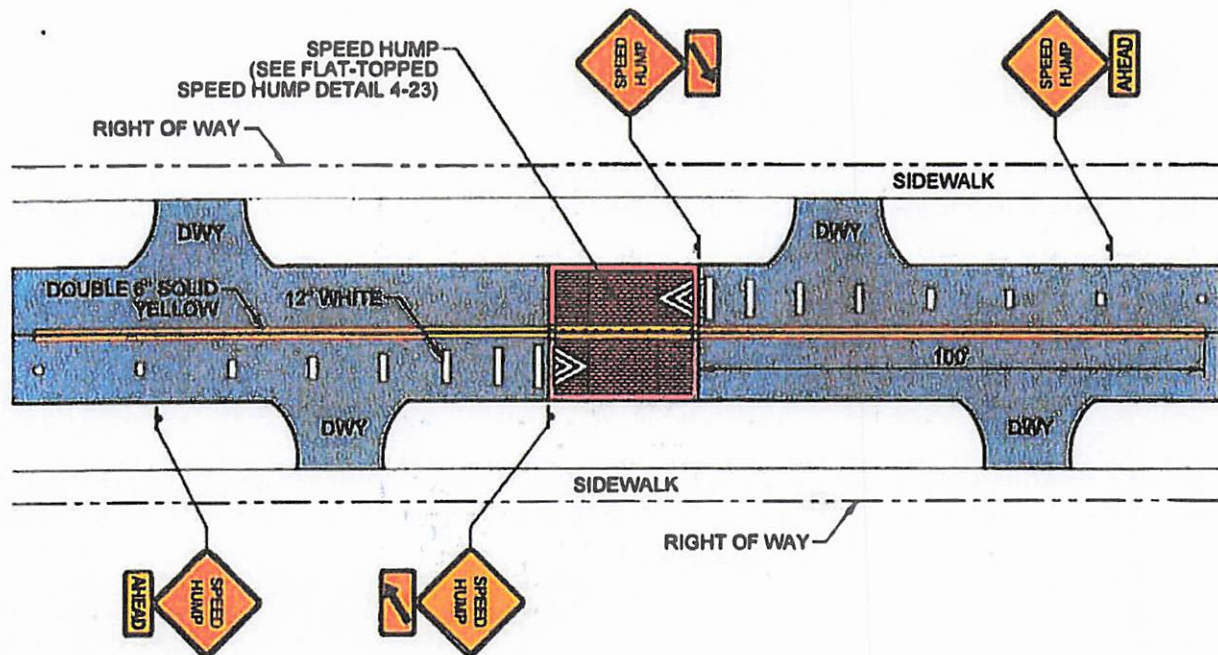 SPEED HUMP
(SEE FLAT-TOPPED
SPEED HUMP DETAIL 4-23)
SPEED
HUMP
SPEED
HUMP
AHEAD
RIGHT OF WAY
SIDEWALK
DWY
DWY
DOUBLE 6" SOLID
YELLOW
12" WHITE
100'
DWY
DWY
SIDEWALK
RIGHT OF WAY
SPEED
HUMP
AHEAD
SPEED
HUMP